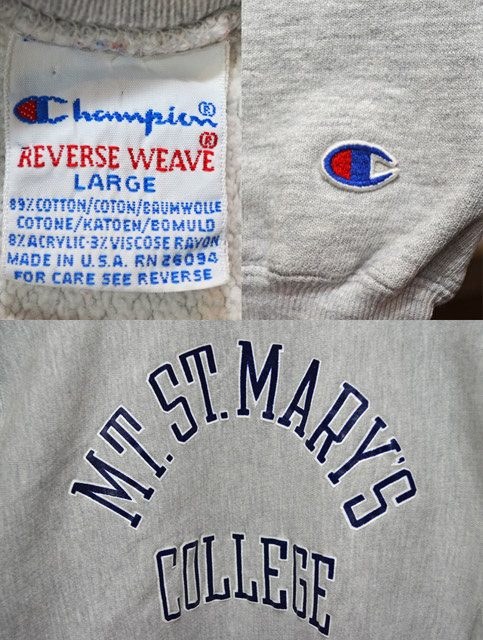 Champion®
REVERSE WEAVE®
LARGE
89% COTTON/COTON/BAUMWOLLE
COTONE/KATOEN/BOMULD
8% ACRYLIC-3% VISCOSE RAYON
MADE IN U.S.A. RN 26094
FOR CARE SEE REVERSE
MT. ST. MARY'S
COLLEGE